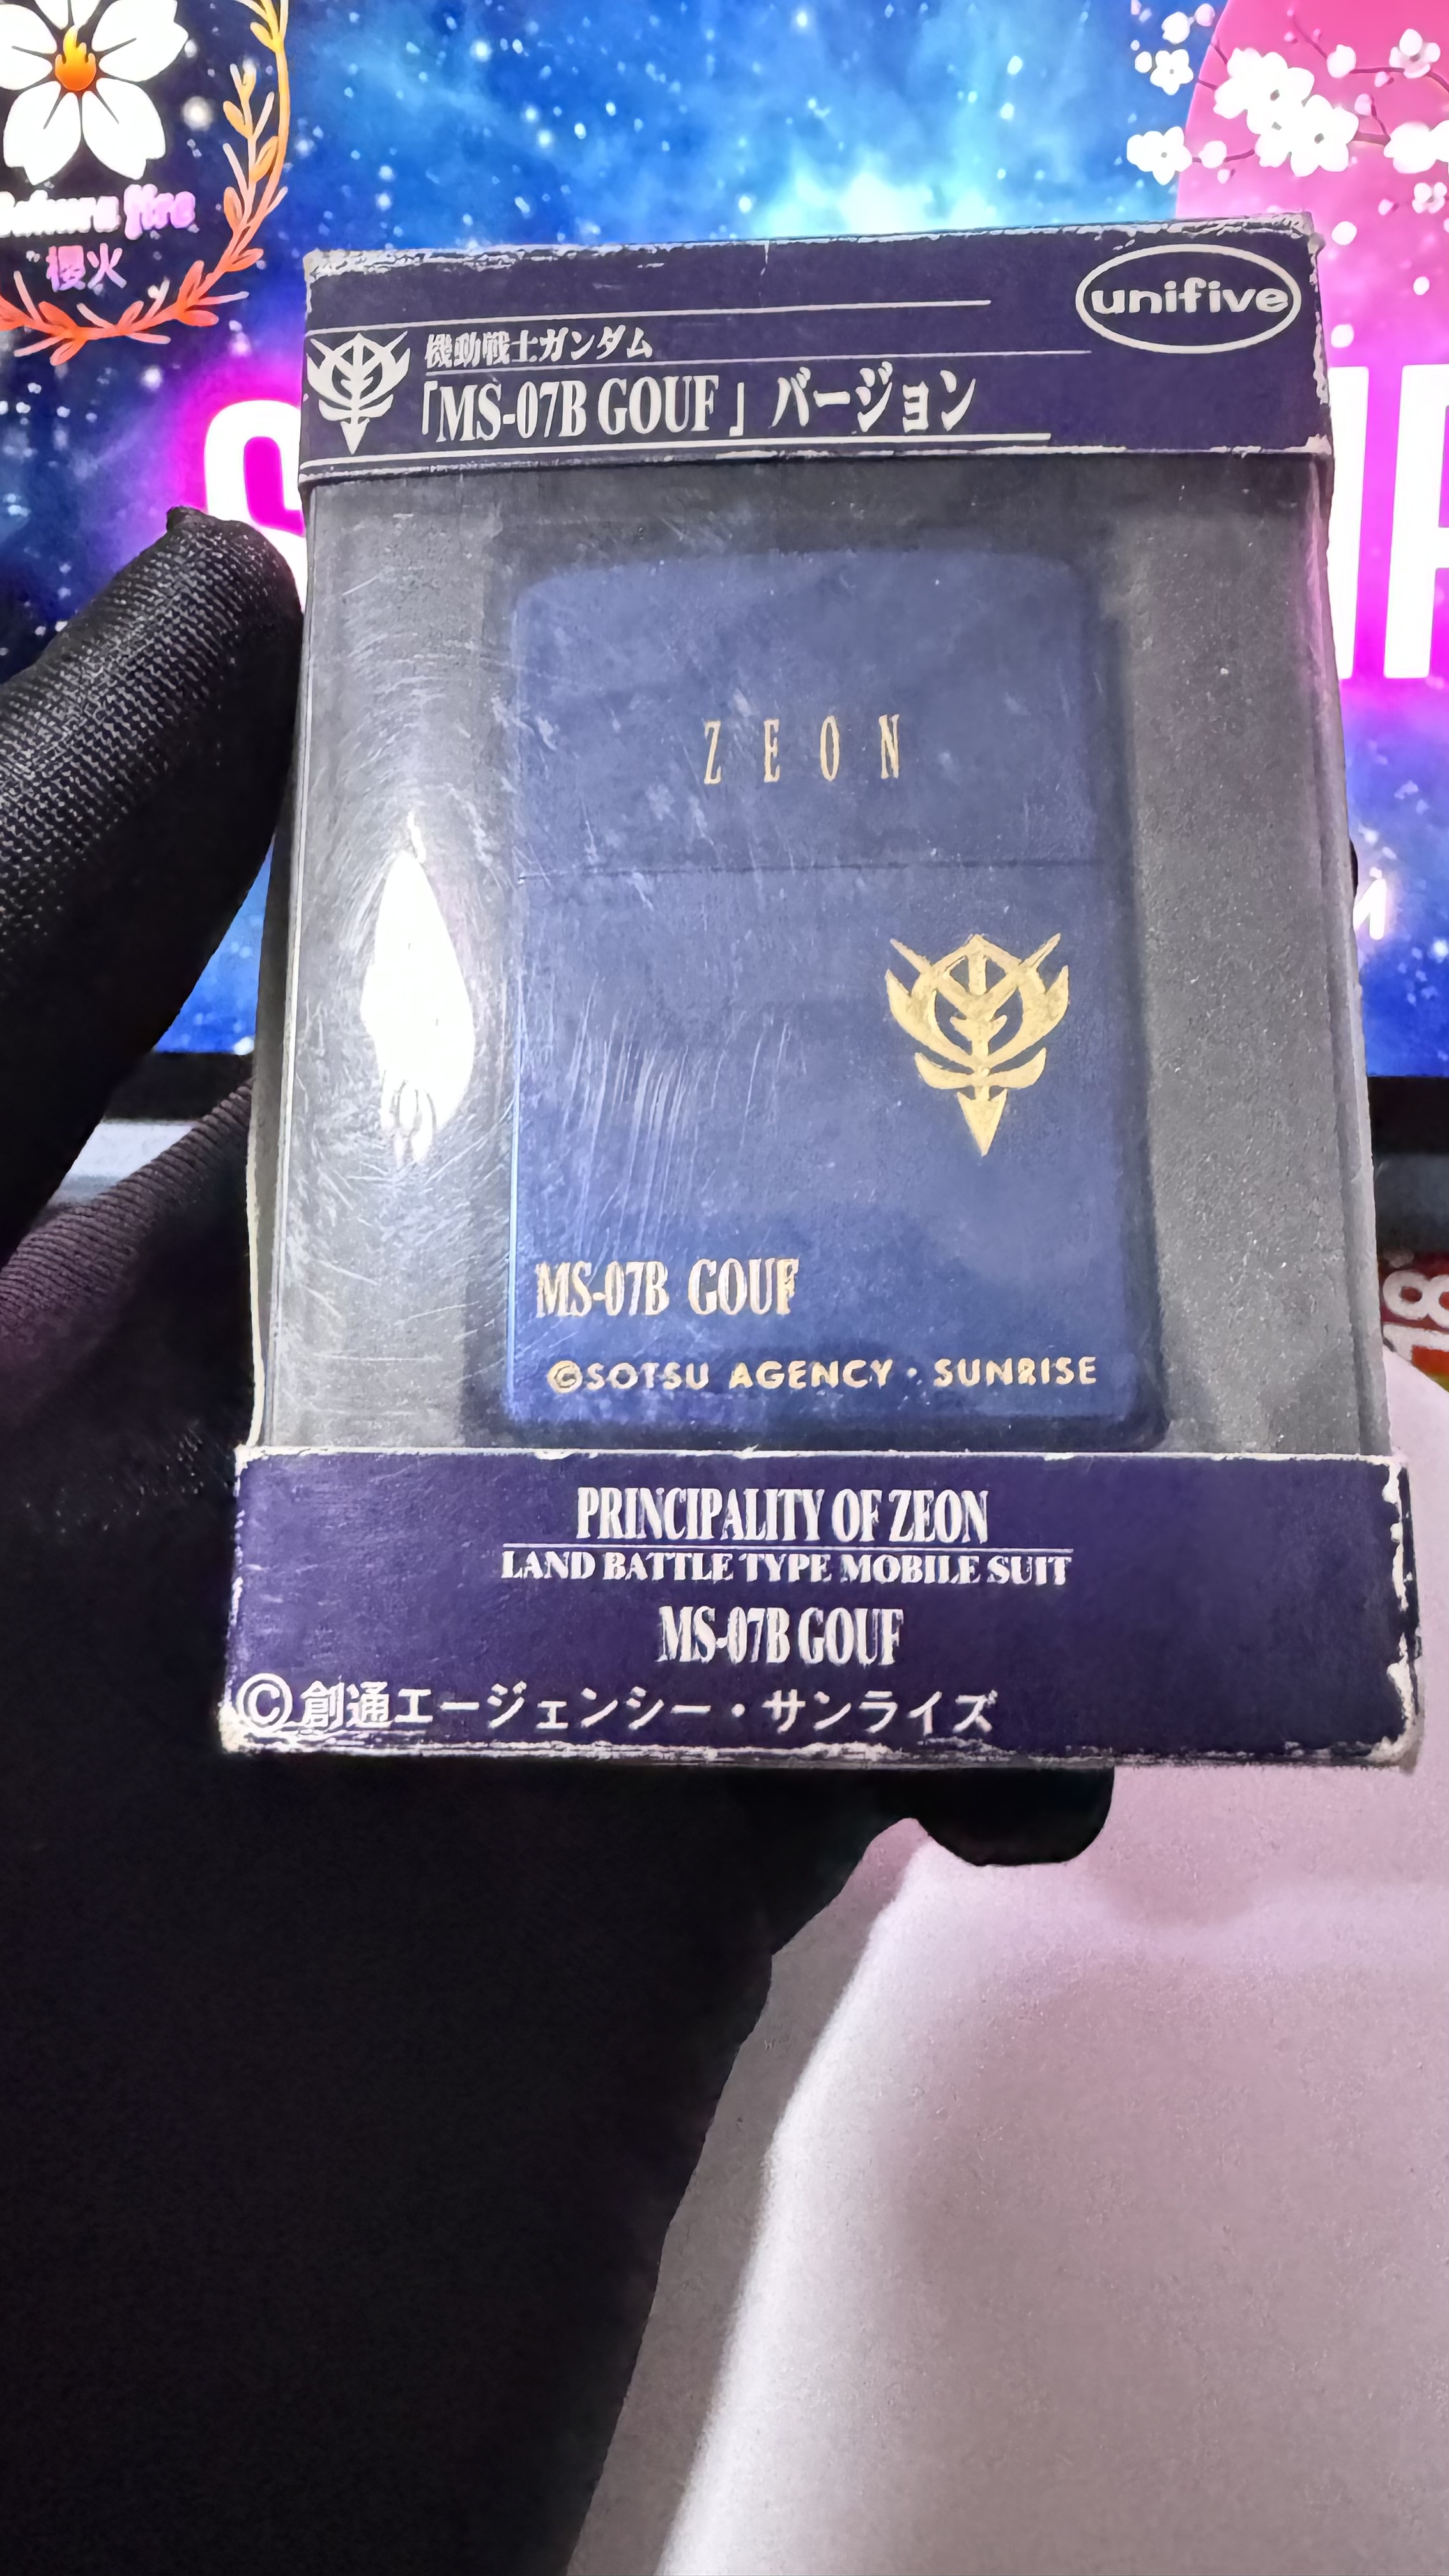 櫻火
unifive
機動戦士ガンダム
「MS-07B GOUF」バージョン
ZEON
MS-07B GOUF
©SOTSU AGENCY・SUNRISE
PRINCIPALITY OF ZEON
LAND BATTLE TYPE MOBILE SUIT
MS-07B GOUF
©創通エージェンシー・サンライズ